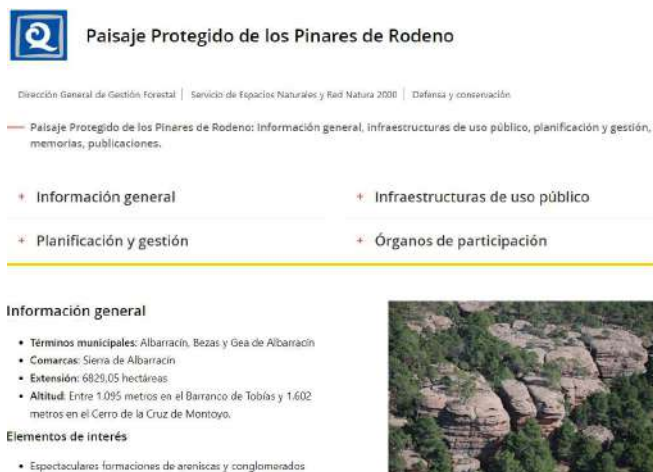 Paisaje Protegido de los Pinares de Rodeno
Dirección General de Gestión Forestal | Servicio de Espacios Naturales y Red Natura 2000 | Defensa y conservación
Paisaje Protegido de los Pinares de Rodeno: Información general, infraestructuras de uso público, planificación y gestión,
memorias, publicaciones.
+ Información general
+ Infraestructuras de uso público
+ Planificación y gestión
+ Órganos de participación
Información general
• Términos municipales: Albarracín, Bezas y Gea de Albarracín
• Comarcas: Sierra de Albarracín
• Extensión: 6829,05 hectáreas
• Altitud: Entre 1.095 metros en el Barranco de Tobías y 1.602
metros en el Cerro de la Cruz de Montoyo.
Elementos de interés
• Espectaculares formaciones de areniscas y conglomerados